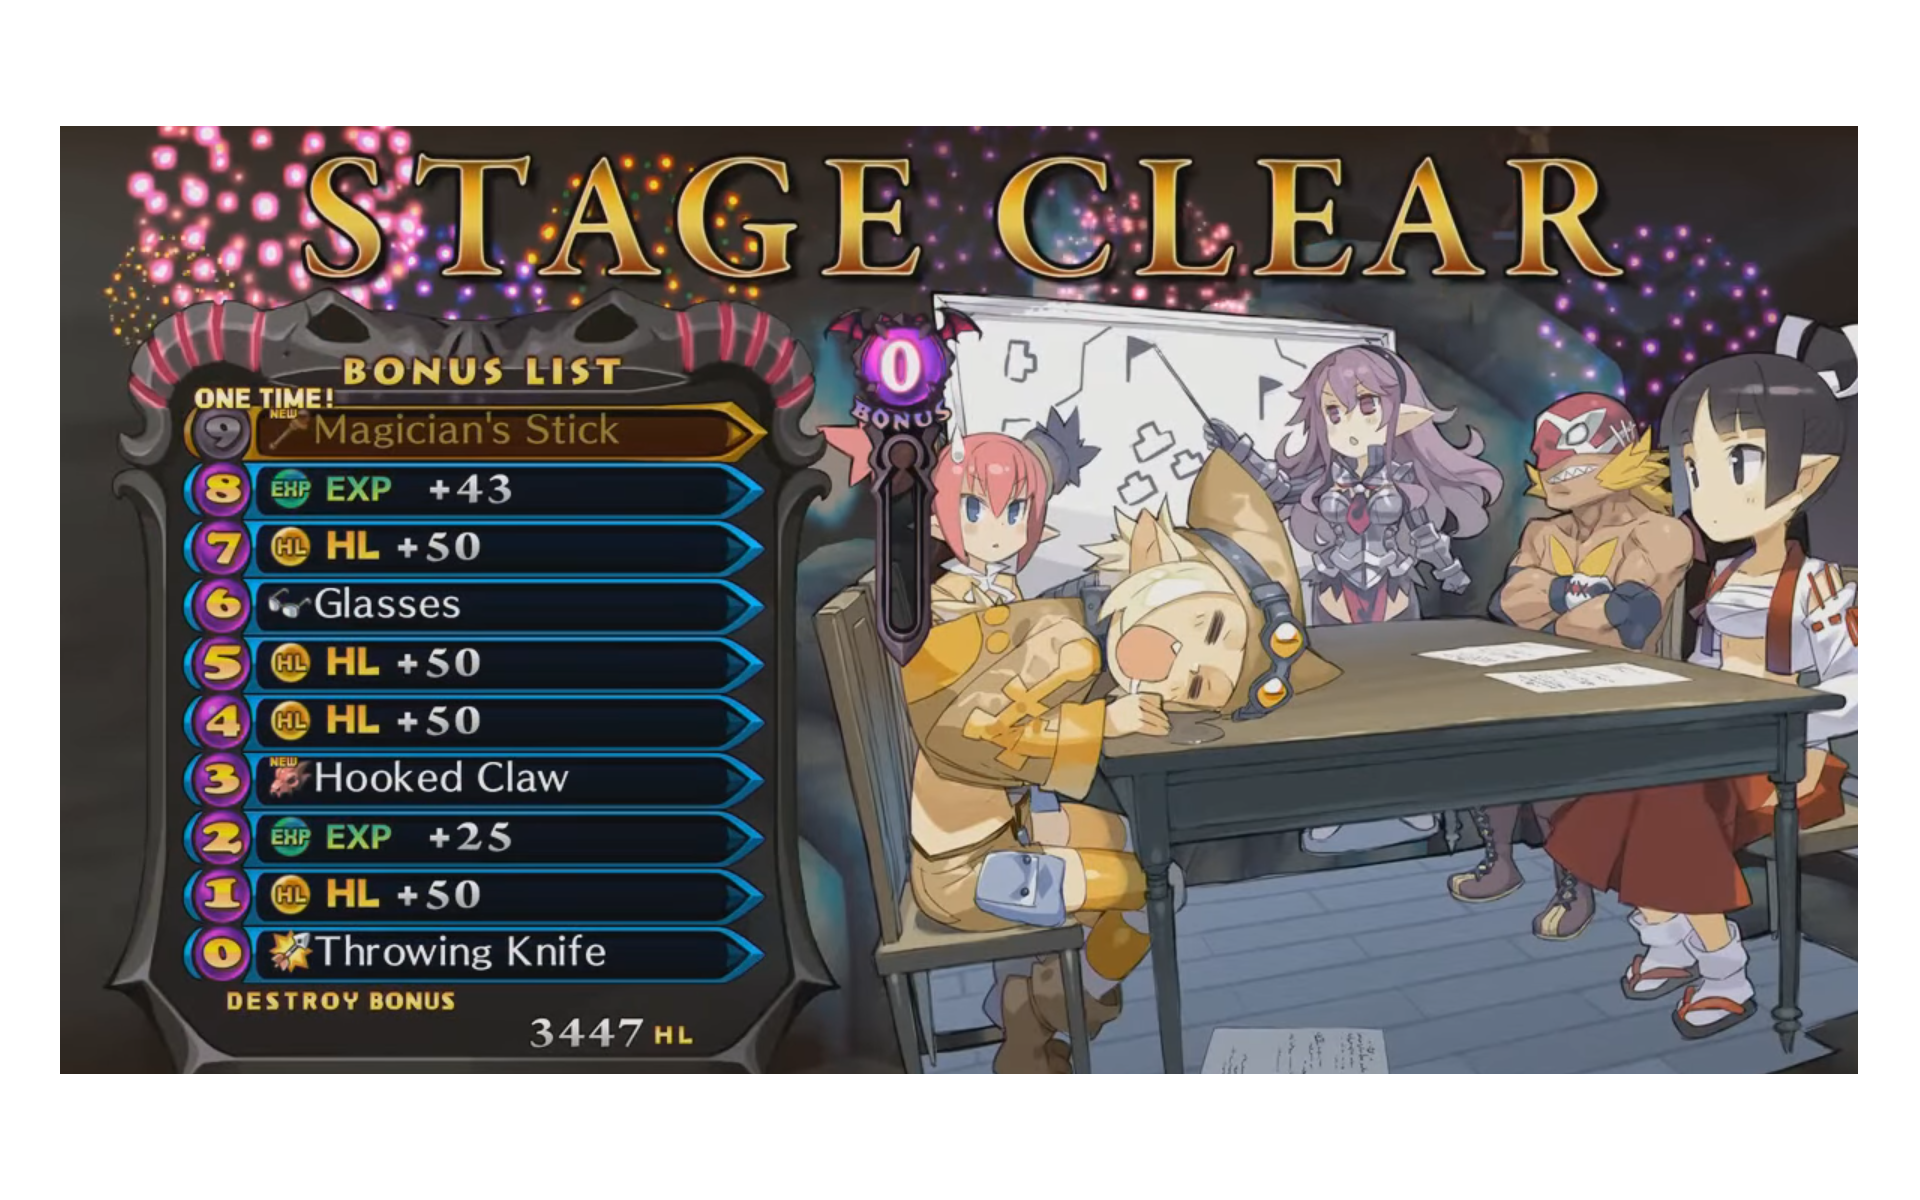 STAGE CLEAR
BONUS LIST
ONE TIME!
9 NEW Magician's Stick
8 EXP EXP +43
7 HL HL +50
6 Glasses
5 HL HL +50
4 HL HL +50
3 NEW Hooked Claw
2 EXP EXP +25
1 HL HL +50
0 Throwing Knife
DESTROY BONUS
3447 HL
0
BONUS